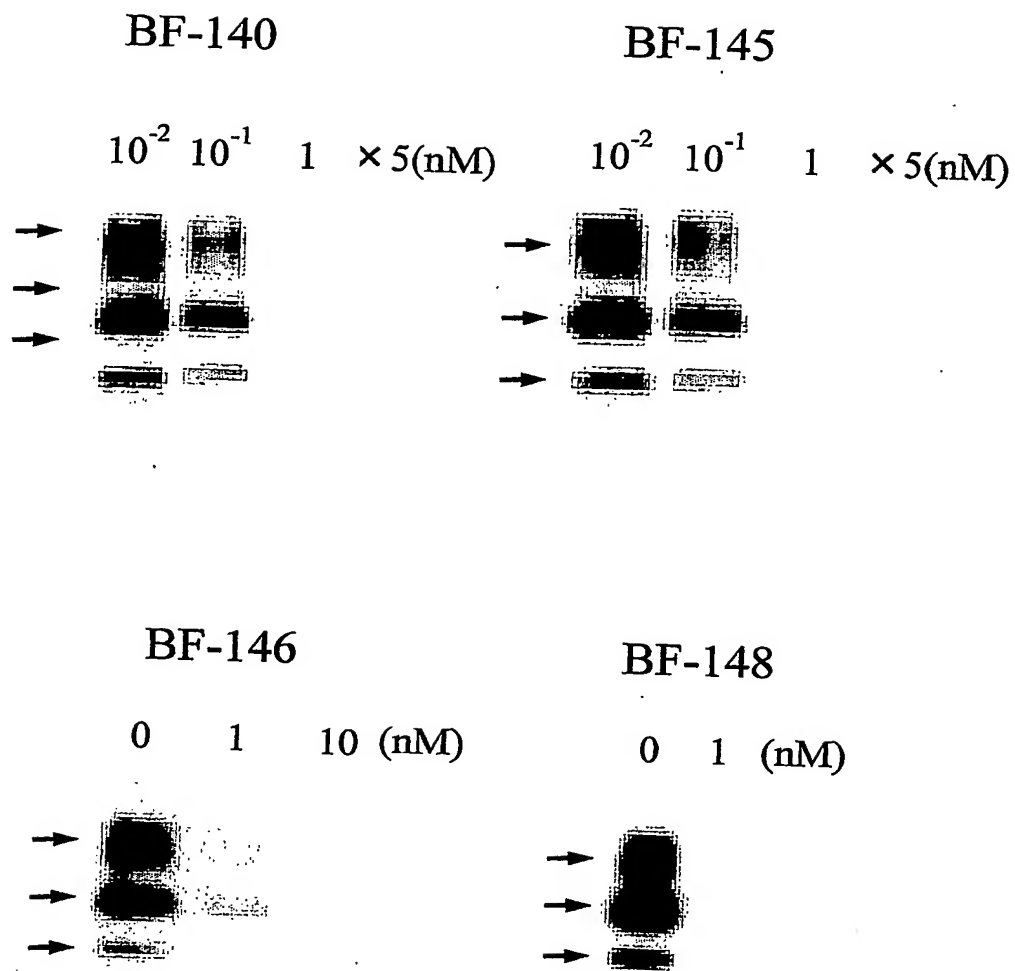 BF-140
BF-145
10⁻² 10⁻¹ 1 × 5(nM)
10⁻² 10⁻¹ 1 × 5(nM)
BF-146
BF-148
0 1 10 (nM)
0 1 (nM)